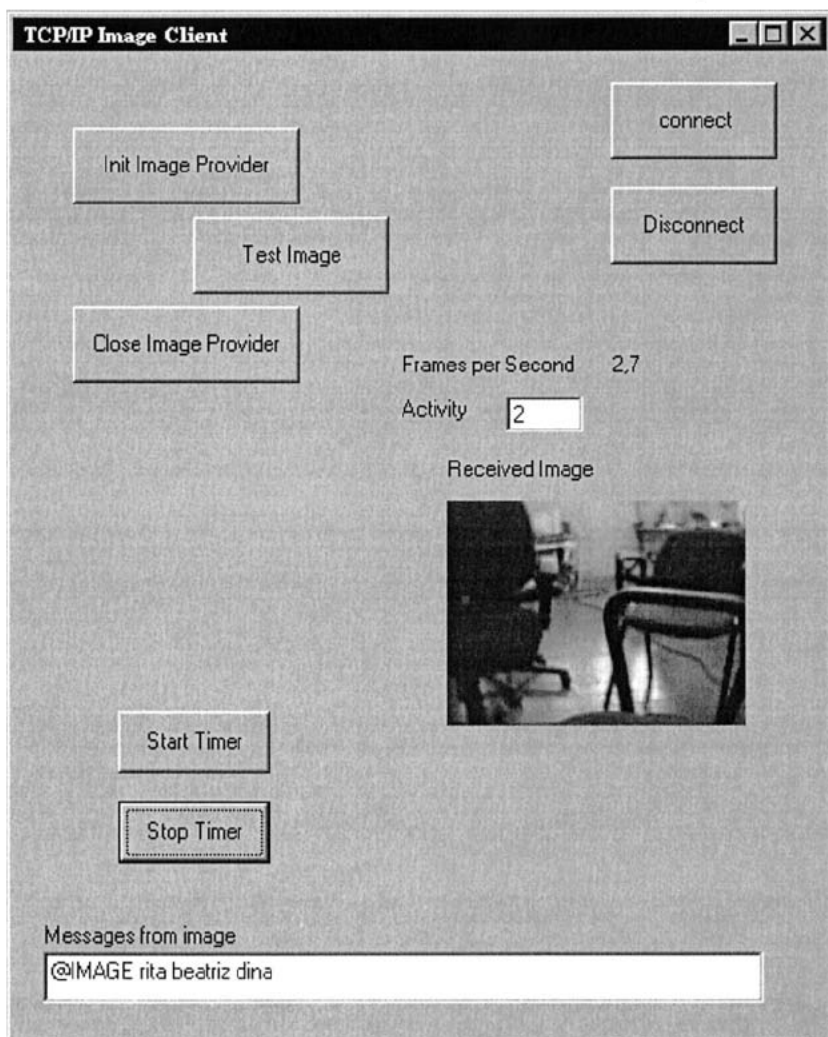 TCP/IP Image Client
connect
Init Image Provider
Disconnect
Test Image
Close Image Provider
Frames per Second 2,7
Activity 2
Received Image
Start Timer
Stop Timer
Messages from image
@IMAGE rita beatriz dina